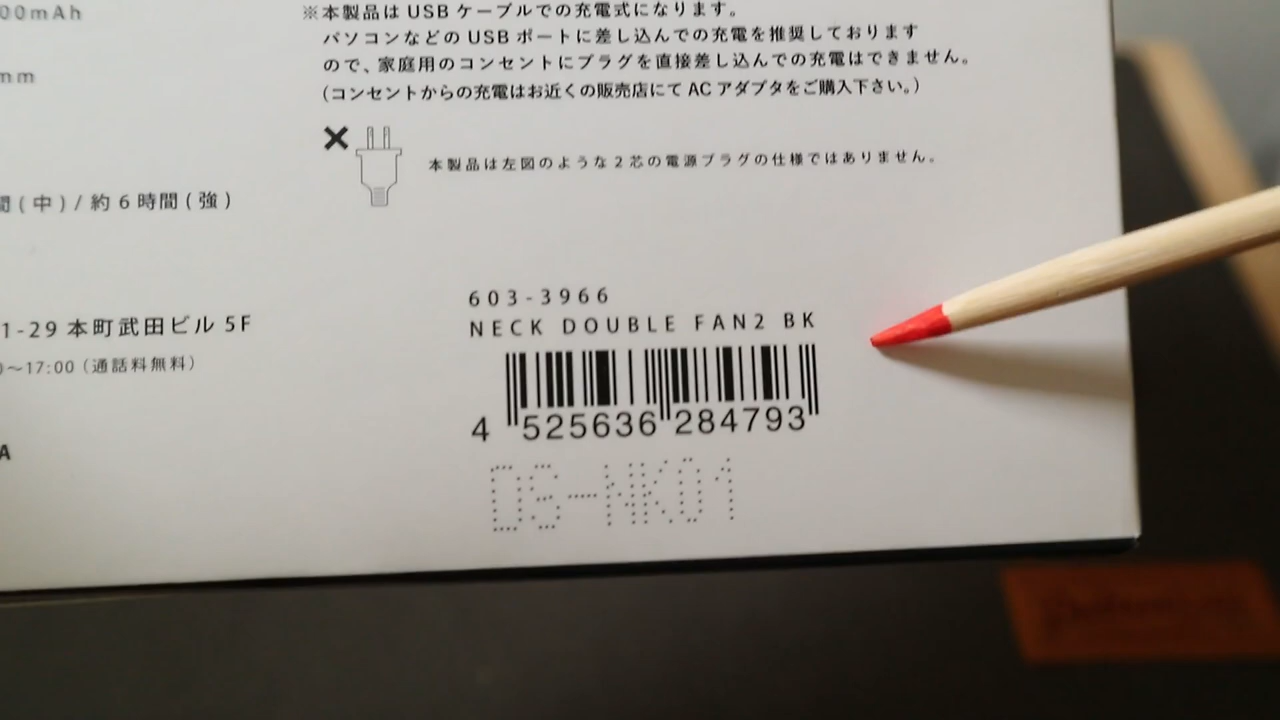 00mAh
mm
間(中)/約6時間(強)
1-29 本町武田ビル 5F
〜17:00(通話料無料)
A
※本製品は USB ケーブルでの充電式になります。
パソコンなどの USB ポートに差し込んでの充電を推奨しております
ので、家庭用のコンセントにプラグを直接差し込んでの充電はできません。
(コンセントからの充電はお近くの販売店にて AC アダプタをご購入下さい。)
本製品は左図のような2芯の電源プラグの仕様ではありません。
603-3966
NECK DOUBLE FAN2 BK
4 525636 284793
DS-NK01